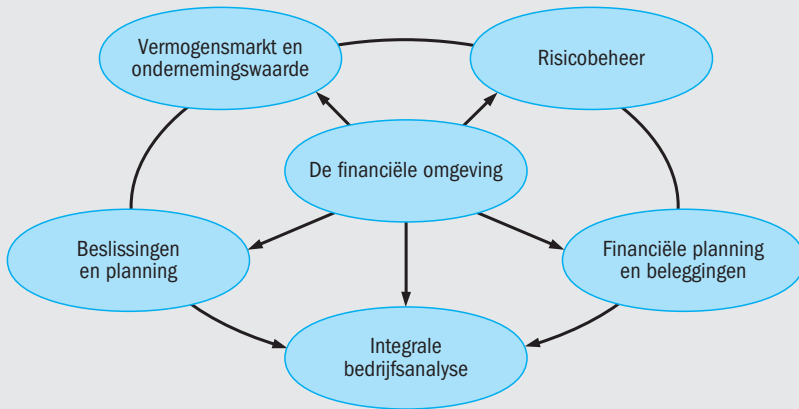 Vermogensmarkt en
ondernemingswaarde
Risicobeheer
De financiële omgeving
Beslissingen
en planning
Financiële planning
en beleggingen
Integrale
bedrijfsanalyse